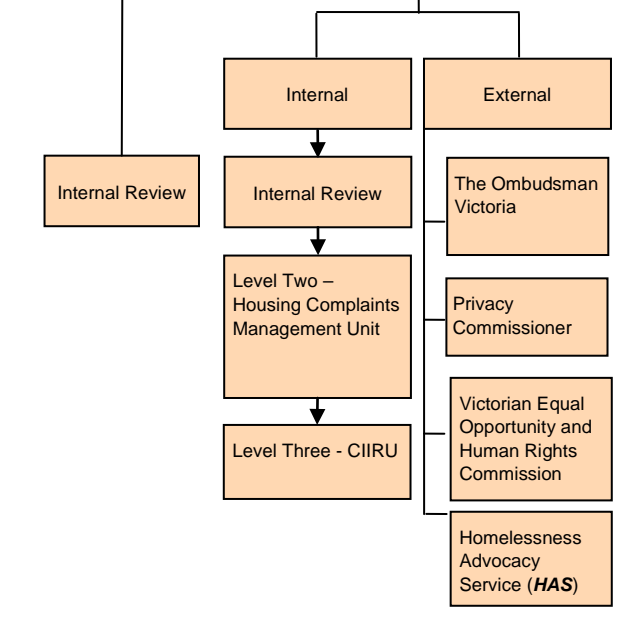 Internal
External
Internal Review
Internal Review
The Ombudsman
Victoria
Level Two –
Housing Complaints
Management Unit
Privacy
Commissioner
Victorian Equal
Opportunity and
Human Rights
Commission
Level Three - CIIRU
Homelessness
Advocacy
Service (HAS)